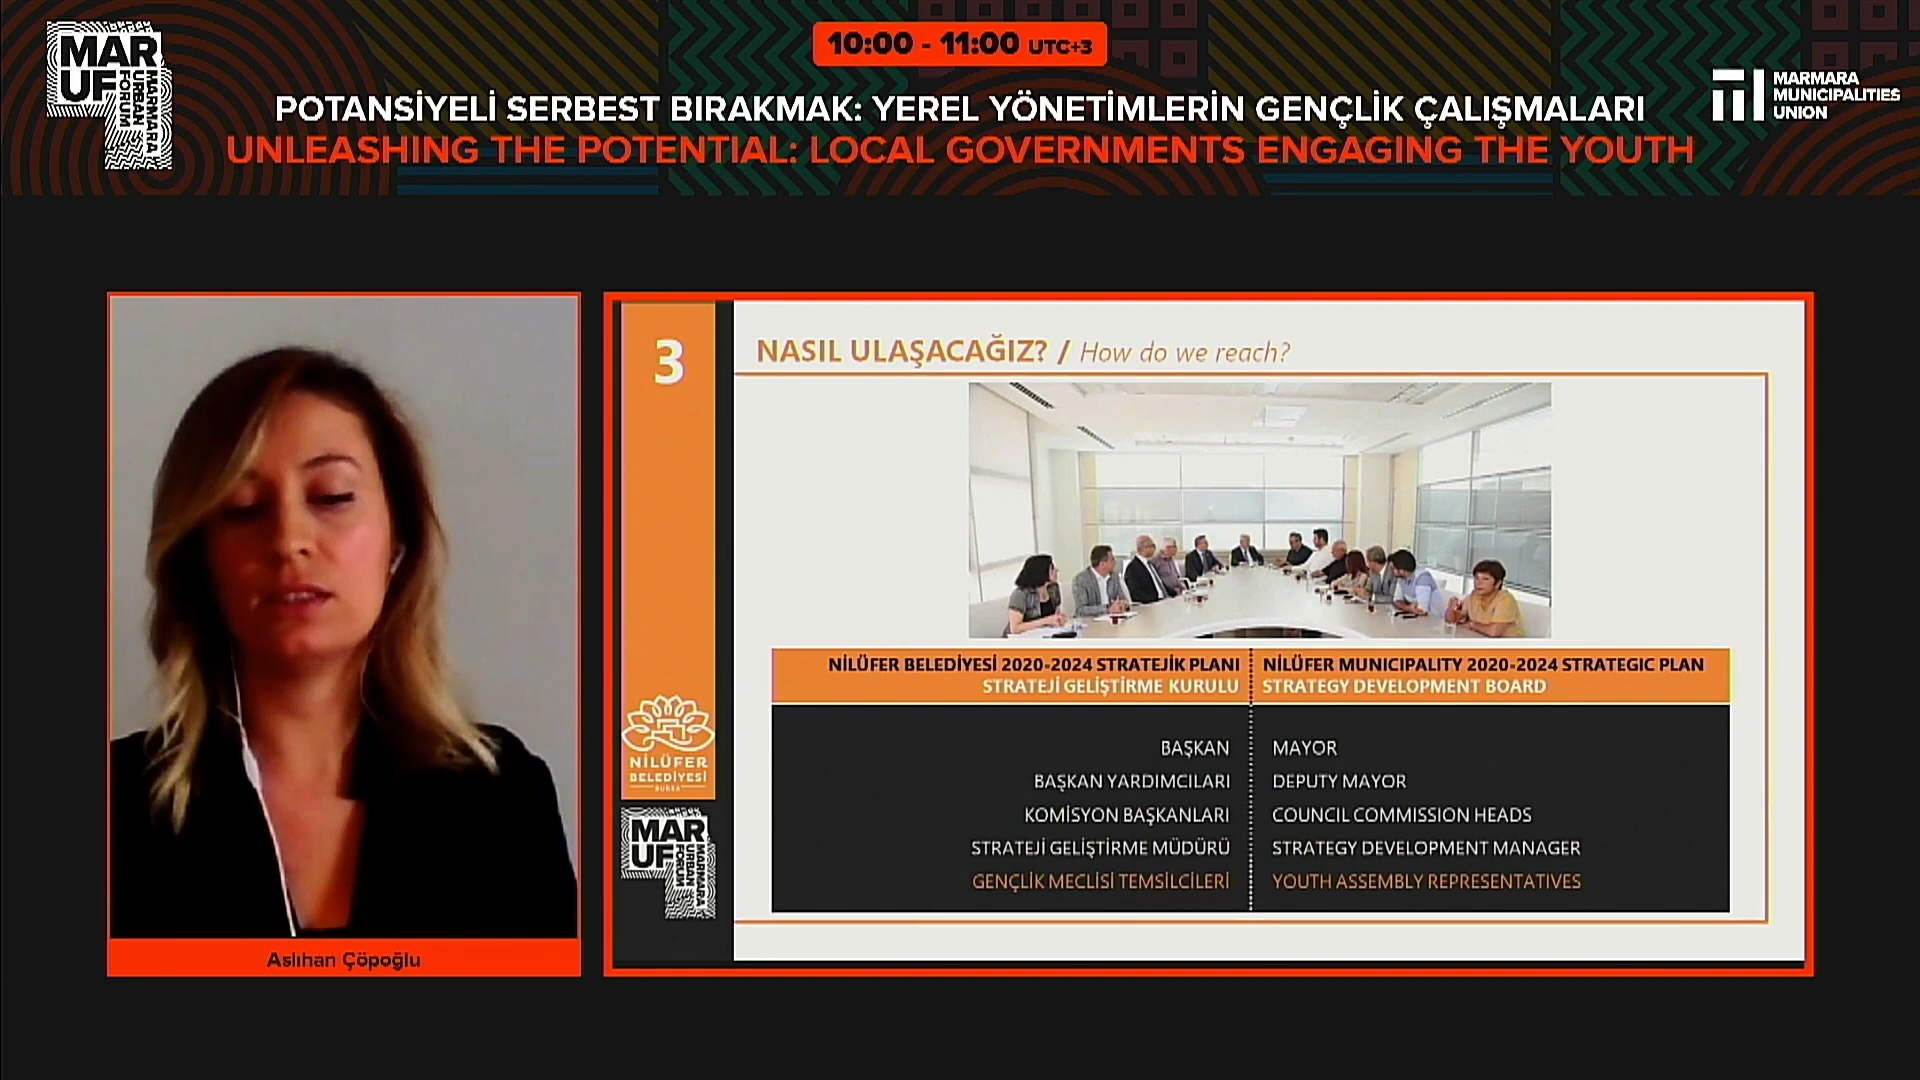 MAR
UF
MARMARA
URBAN
FORUM
10:00 - 11:00 UTC+3
POTANSİYELİ SERBEST BIRAKMAK: YEREL YÖNETİMLERİN GENÇLİK ÇALIŞMALARI
UNLEASHING THE POTENTIAL: LOCAL GOVERNMENTS ENGAGING THE YOUTH
MARMARA
MUNICIPALITIES
UNION
Aslıhan Çöpoğlu
3
NİLÜFER
BELEDİYESİ
BURSA
MAR
UF
MARMARA
URBAN
FORUM
NASIL ULAŞACAĞIZ? / How do we reach?
NİLÜFER BELEDİYESİ 2020-2024 STRATEJİK PLANI
STRATEJİ GELİŞTİRME KURULU
NİLÜFER MUNICIPALITY 2020-2024 STRATEGIC PLAN
STRATEGY DEVELOPMENT BOARD
BAŞKAN MAYOR
BAŞKAN YARDIMCILARI DEPUTY MAYOR
KOMİSYON BAŞKANLARI COUNCIL COMMISSION HEADS
STRATEJİ GELİŞTİRME MÜDÜRÜ STRATEGY DEVELOPMENT MANAGER
GENÇLİK MECLİSİ TEMSİLCİLERİ YOUTH ASSEMBLY REPRESENTATIVES